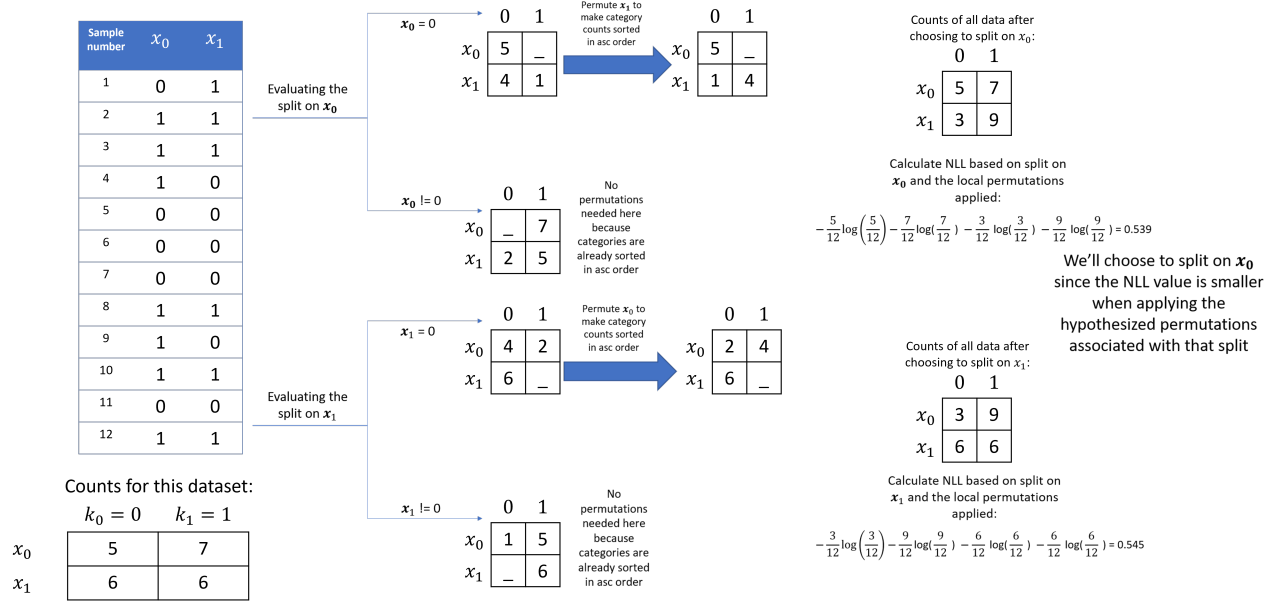 Sample number x₀ x₁
1 0 1
2 1 1
3 1 1
4 1 0
5 0 0
6 0 0
7 0 0
8 1 1
9 1 0
10 1 1
11 0 0
12 1 1
Counts for this dataset:
k₀ = 0 k₁ = 1
x₀ 5 7
x₁ 6 6
Evaluating the
split on x₀
x₀ = 0
0 1
x₀ 5 _
x₁ 4 1
Permute x₁ to
make category
counts sorted
in asc order
0 1
x₀ 5 _
x₁ 1 4
x₀ != 0
0 1
x₀ _ 7
x₁ 2 5
No
permutations
needed here
because
categories are
already sorted
in asc order
Evaluating the
split on x₁
x₁ = 0
0 1
x₀ 4 2
x₁ 6 _
Permute x₀ to
make category
counts sorted
in asc order
0 1
x₀ 2 4
x₁ 6 _
x₁ != 0
0 1
x₀ 1 5
x₁ _ 6
No
permutations
needed here
because
categories are
already sorted
in asc order
Counts of all data after
choosing to split on x₀:
0 1
x₀ 5 7
x₁ 3 9
Calculate NLL based on split on
x₀ and the local permutations
applied:
−5/12 log(5/12) − 7/12 log(7/12) − 3/12 log(3/12) − 9/12 log(9/12) = 0.539
We’ll choose to split on x₀
since the NLL value is smaller
when applying the
hypothesized permutations
associated with that split
Counts of all data after
choosing to split on x₁:
0 1
x₀ 3 9
x₁ 6 6
Calculate NLL based on split on
x₁ and the local permutations
applied:
−3/12 log(3/12) − 9/12 log(9/12) − 6/12 log(6/12) − 6/12 log(6/12) = 0.545